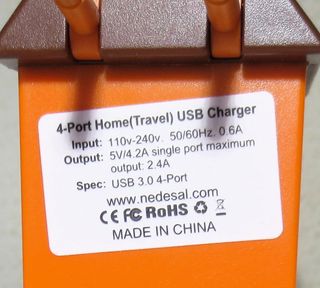 4-Port Home(Travel) USB Charger
Input: 110v-240v. 50/60Hz, 0.6A
Output: 5V/4.2A single port maximum
output: 2.4A
Spec: USB 3.0 4-Port
www.nedesal.com
CE FC RoHS
MADE IN CHINA